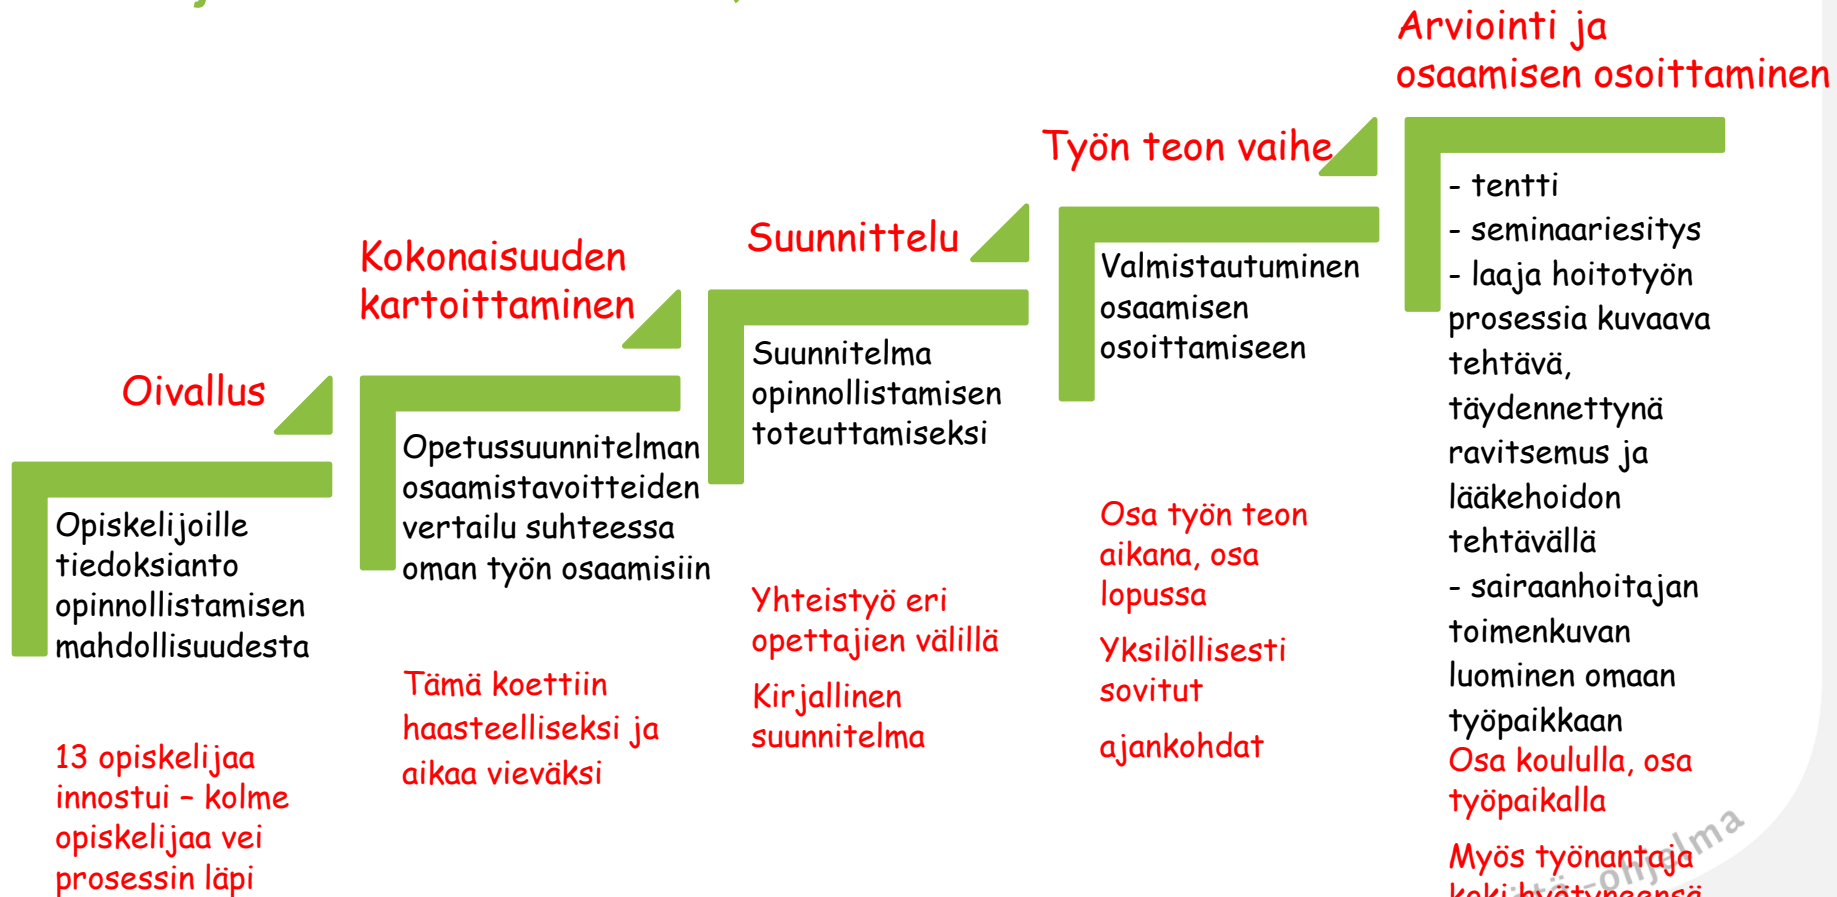 Oivallus
Opiskelijoille
tiedoksianto
opinnollistamisen
mahdollisuudesta
13 opiskelijaa
innostui – kolme
opiskelijaa vei
prosessin läpi
Kokonaisuuden
kartoittaminen
Opetussuunnitelman
osaamistavoitteiden
vertailu suhteessa
oman työn osaamisiin
Tämä koettiin
haasteelliseksi ja
aikaa vieväksi
Suunnittelu
Suunnitelma
opinnollistamisen
toteuttamiseksi
Yhteistyö eri
opettajien välillä
Kirjallinen
suunnitelma
Työn teon vaihe
Valmistautuminen
osaamisen
osoittamiseen
Osa työn teon
aikana, osa
lopussa
Yksilöllisesti
sovitut
ajankohdat
Arviointi ja
osaamisen osoittaminen
- tentti
- seminaariesitys
- laaja hoitotyön
prosessia kuvaava
tehtävä,
täydennettynä
ravitsemus ja
lääkehoidon
tehtävällä
- sairaanhoitajan
toimenkuvan
luominen omaan
työpaikkaan
Osa koululla, osa
työpaikalla
Myös työnantaja
koki hyötyneensä
-ohjelma